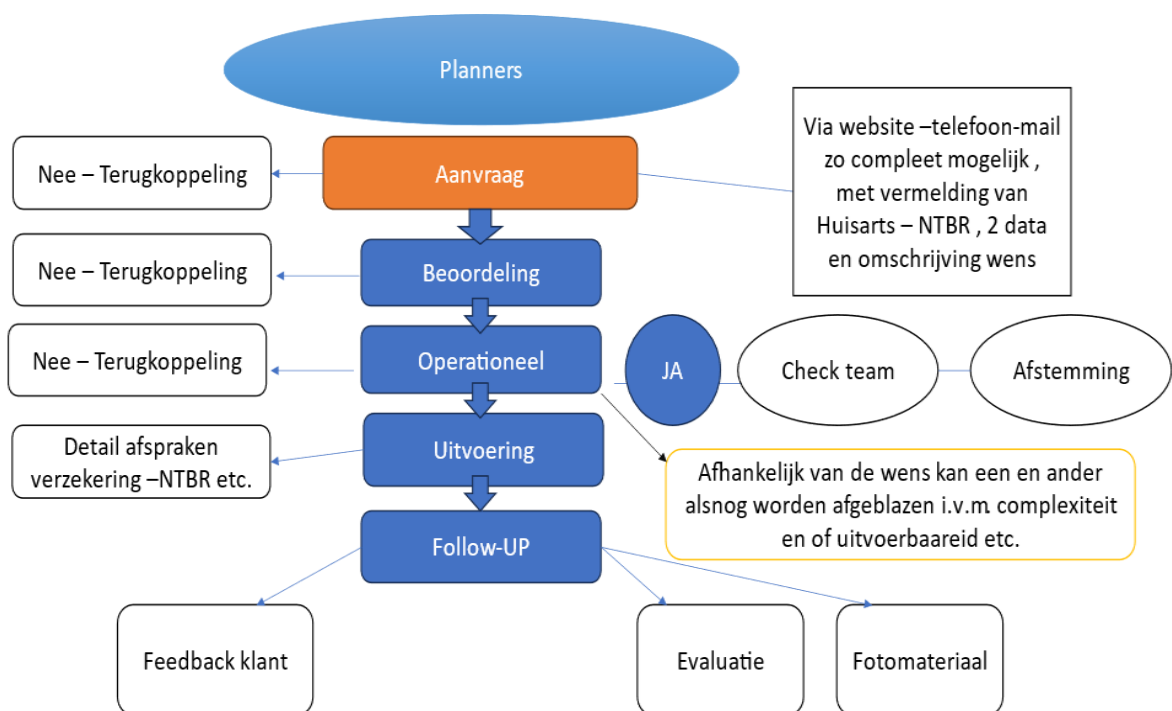 Planners
Via website –telefoon-mail
zo compleet mogelijk ,
met vermelding van
Huisarts – NTBR , 2 data
en omschrijving wens
Nee – Terugkoppeling
Aanvraag
Nee – Terugkoppeling
Beoordeling
Nee – Terugkoppeling
Operationeel
JA
Check team
Afstemming
Detail afspraken
verzekering –NTBR etc.
Uitvoering
Afhankelijk van de wens kan een en ander
alsnog worden afgeblazen i.v.m. complexiteit
en of uitvoerbaareid etc.
Follow-UP
Feedback klant
Evaluatie
Fotomateriaal